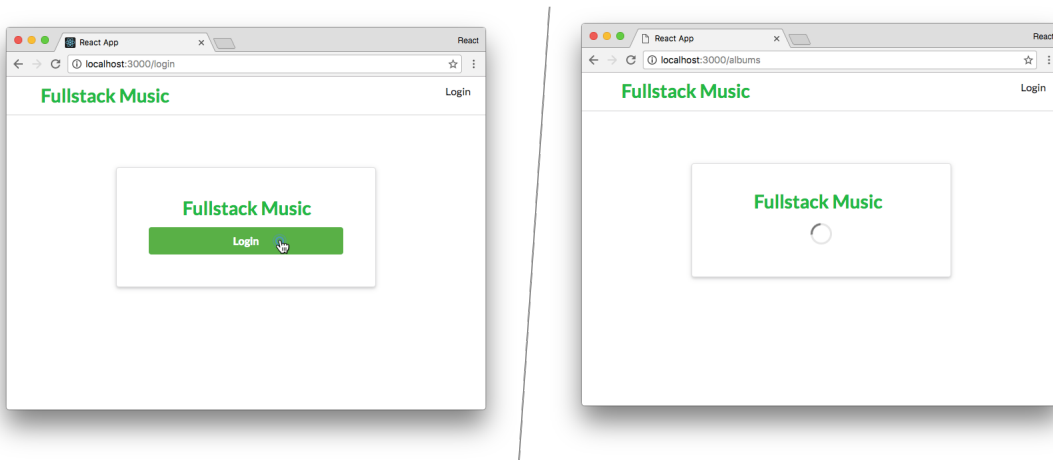 React App
React
localhost:3000/login
Fullstack Music
Login
Fullstack Music
Login
React App
React
localhost:3000/albums
Fullstack Music
Login
Fullstack Music